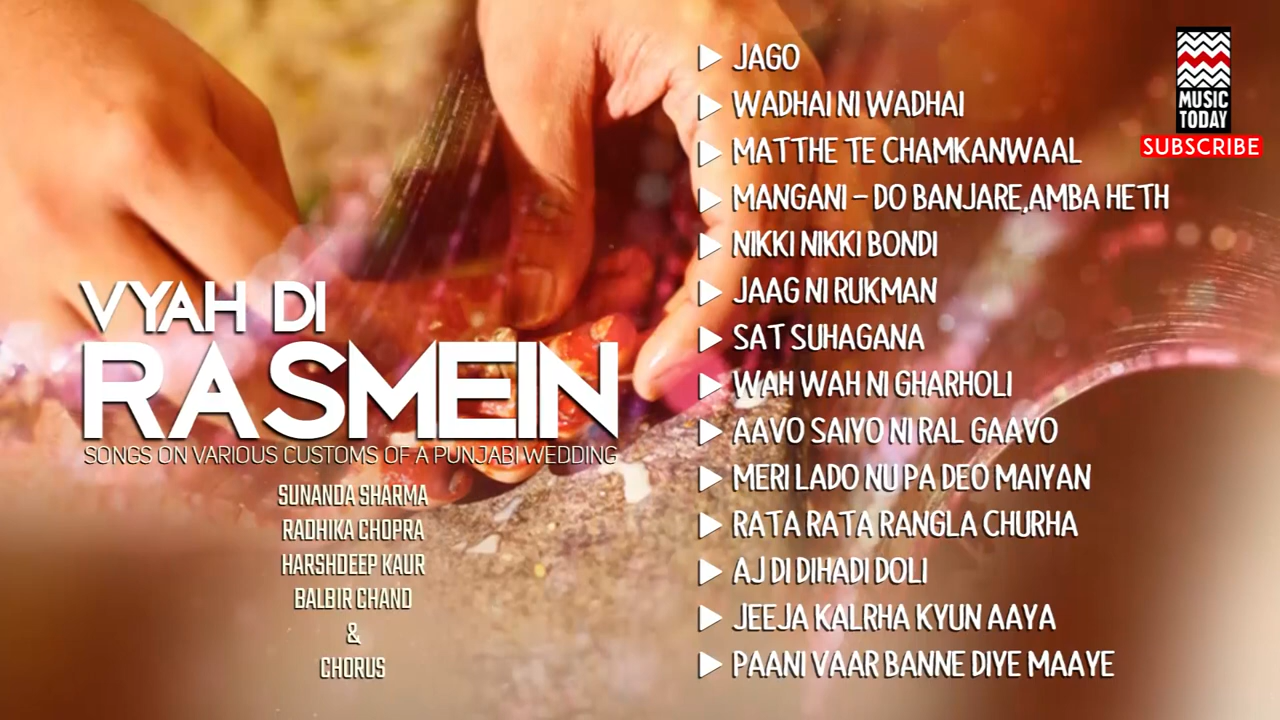 VYAH DI
RASMEIN
SONGS ON VARIOUS CUSTOMS OF A PUNJABI WEDDING
SUNANDA SHARMA
RADHIKA CHOPRA
HARSHDEEP KAUR
BALBIR CHAND
&
CHORUS
JAGO
WADHAI NI WADHAI
MATTHE TE CHAMKANWAAL
MANGANI - DO BANJARE,AMBA HETH
NIKKI NIKKI BONDI
JAAG NI RUKMAN
SAT SUHAGANA
WAH WAH NI GHARHOLI
AAVO SAIYO NI RAL GAAVO
MERI LADO NU PA DEO MAIYAN
RATA RATA RANGLA CHURHA
AJ DI DIHADI DOLI
JEEJA KALRHA KYUN AAYA
PAANI VAAR BANNE DIYE MAAYE
MUSIC
TODAY
SUBSCRIBE